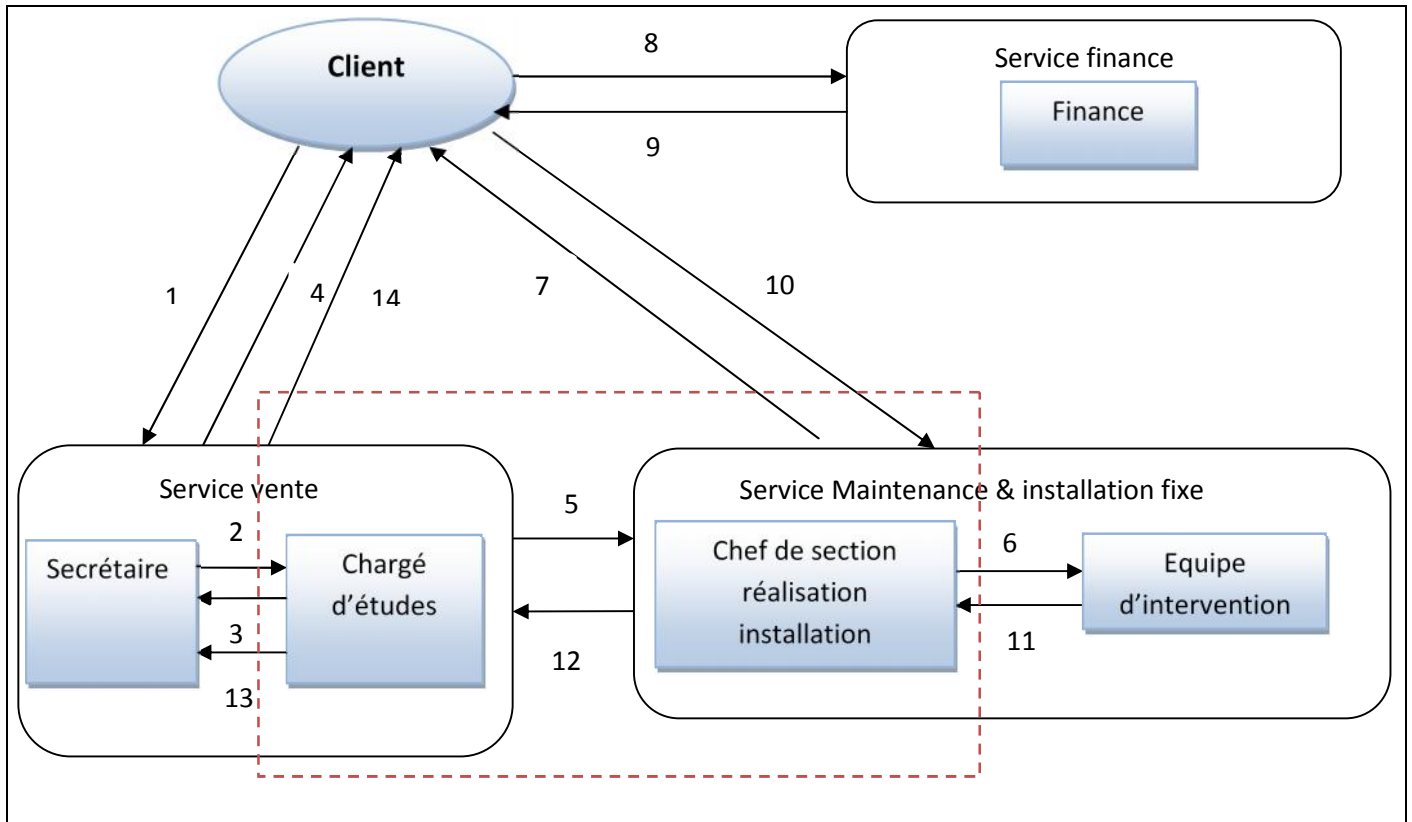 8
Client
Service finance
Finance
9
1
4
14
7
10
Service vente
5
Service Maintenance & installation fixe
2
Secrétaire
Chargé
d’études
Chef de section
réalisation
installation
6
Equipe
d’intervention
3
12
11
13